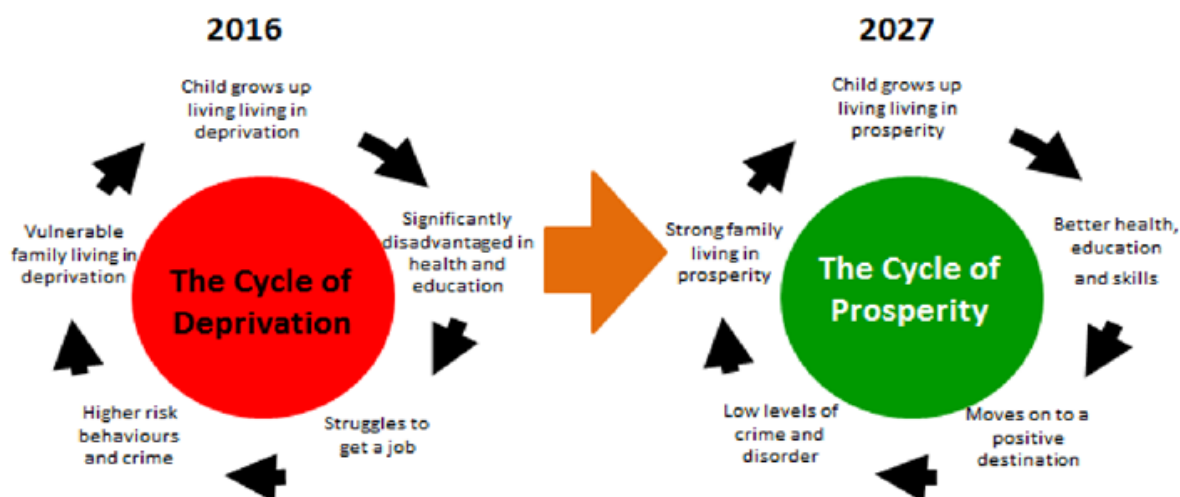 2016
Child grows up
living living in
deprivation
Significantly
disadvantaged in
health and
education
Struggles to
get a job
Higher risk
behaviours
and crime
Vulnerable
family living in
deprivation
The Cycle of
Deprivation
2027
Child grows up
living living in
prosperity
Better health,
education
and skills
Moves on to a
positive
destination
Low levels of
crime and
disorder
Strong family
living in
prosperity
The Cycle of
Prosperity